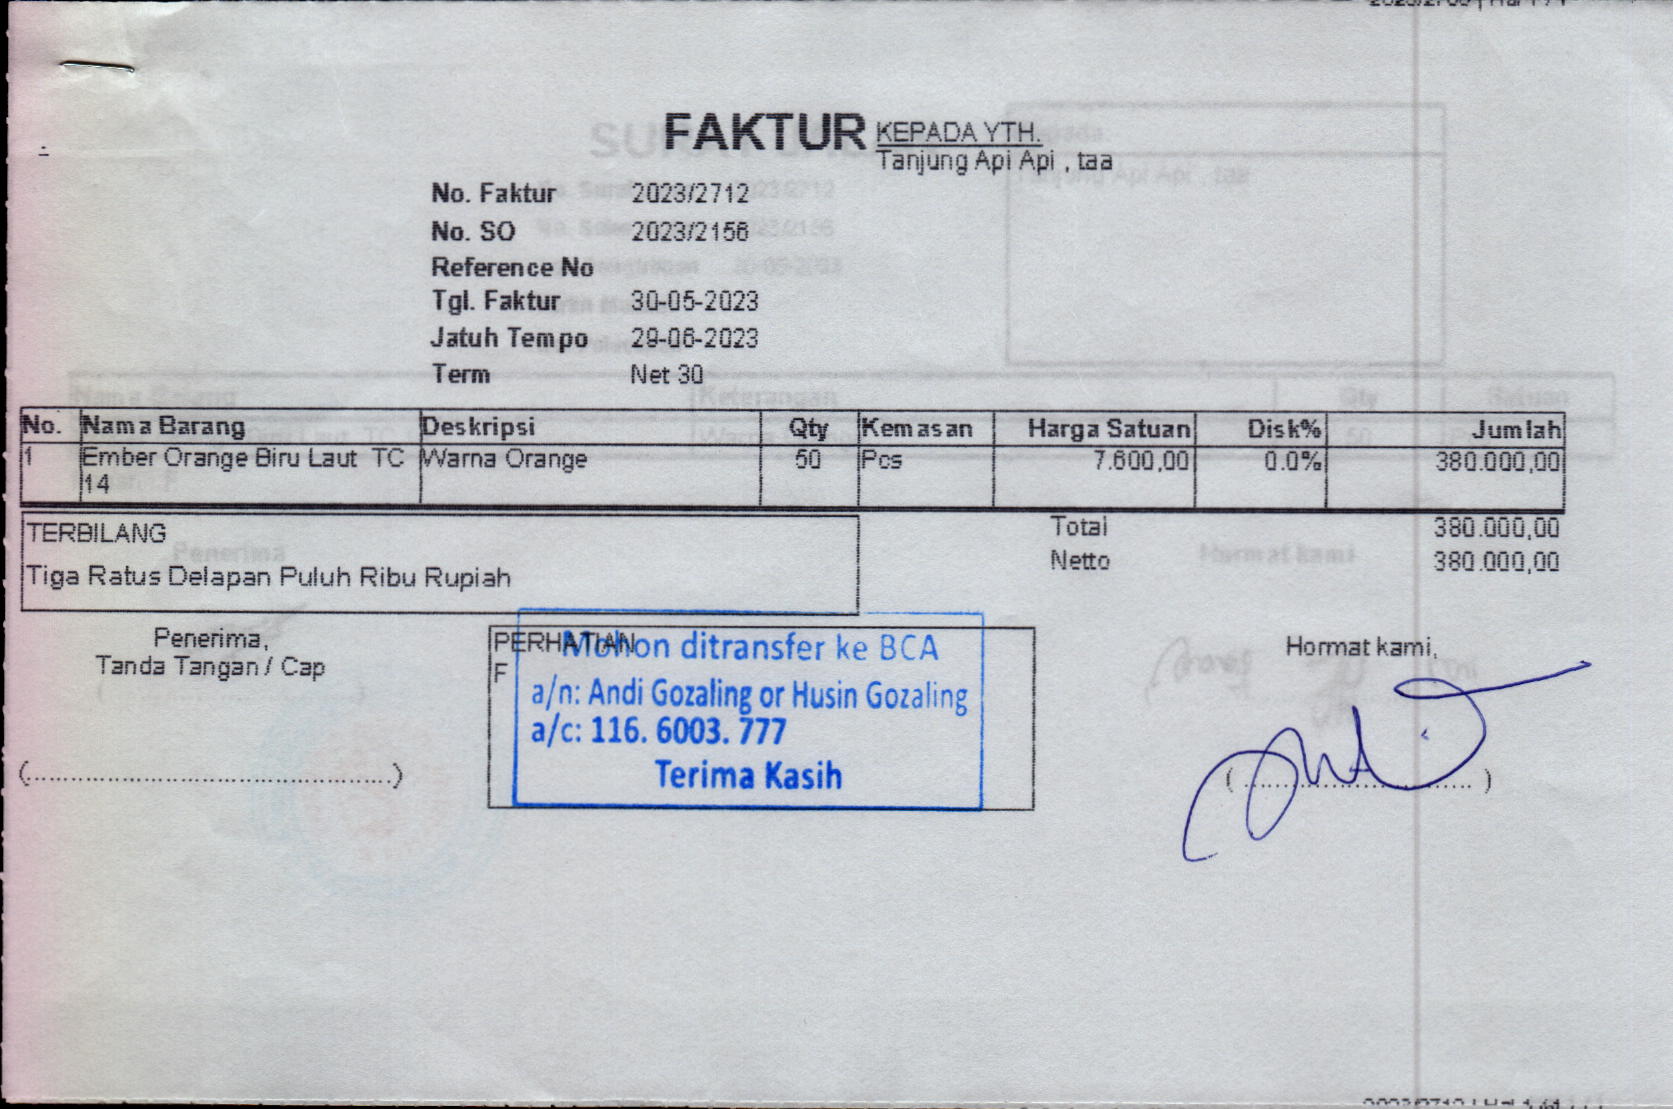 FAKTUR
KEPADA YTH.
Tanjung Api Api , taa
No. Faktur 2023/2712
No. SO 2023/2156
Reference No
Tgl. Faktur 30-05-2023
Jatuh Tempo 29-06-2023
Term Net 30
No. Nama Barang Deskripsi Qty Kemasan Harga Satuan Disk% Jumlah
1 Ember Orange Biru Laut TC Warna Orange 50 Pcs 7.600,00 0.0% 380.000,00
14
TERBILANG
Tiga Ratus Delapan Puluh Ribu Rupiah
Total 380.000,00
Netto 380.000,00
Penerima,
Tanda Tangan / Cap
(................................................)
PERHATIAN
F
Mohon ditransfer ke BCA
a/n: Andi Gozaling or Husin Gozaling
a/c: 116. 6003. 777
Terima Kasih
Hormat kami,
(..............................)